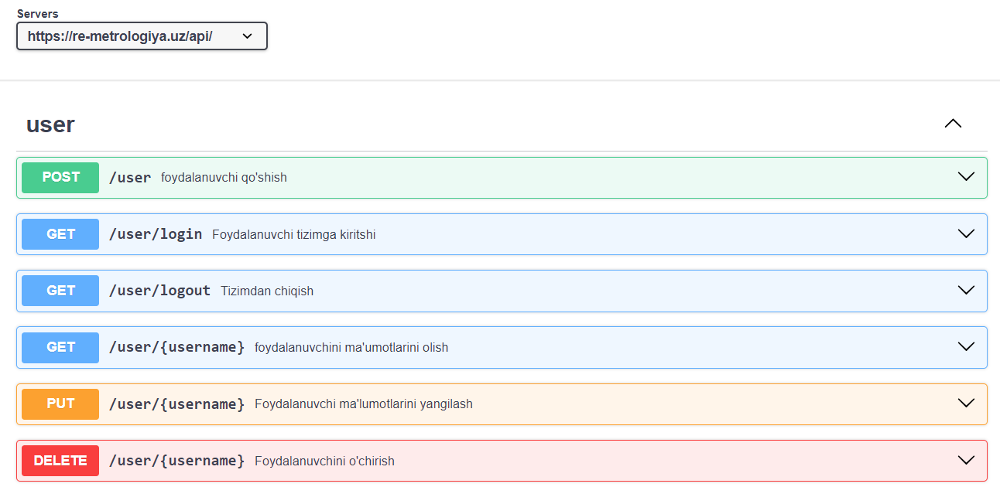 Servers
https://re-metrologiya.uz/api/
user
POST /user foydalanuvchi qo'shish
GET /user/login Foydalanuvchi tizimga kiritshi
GET /user/logout Tizimdan chiqish
GET /user/{username} foydalanuvchini ma'umotlarini olish
PUT /user/{username} Foydalanuvchi ma'lumotlarini yangilash
DELETE /user/{username} Foydalanuvchini o'chirish